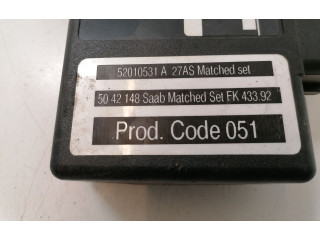 52010531 A 27AS Matched set
50 42 148 Saab Matched Set FK 433.92
Prod. Code 051